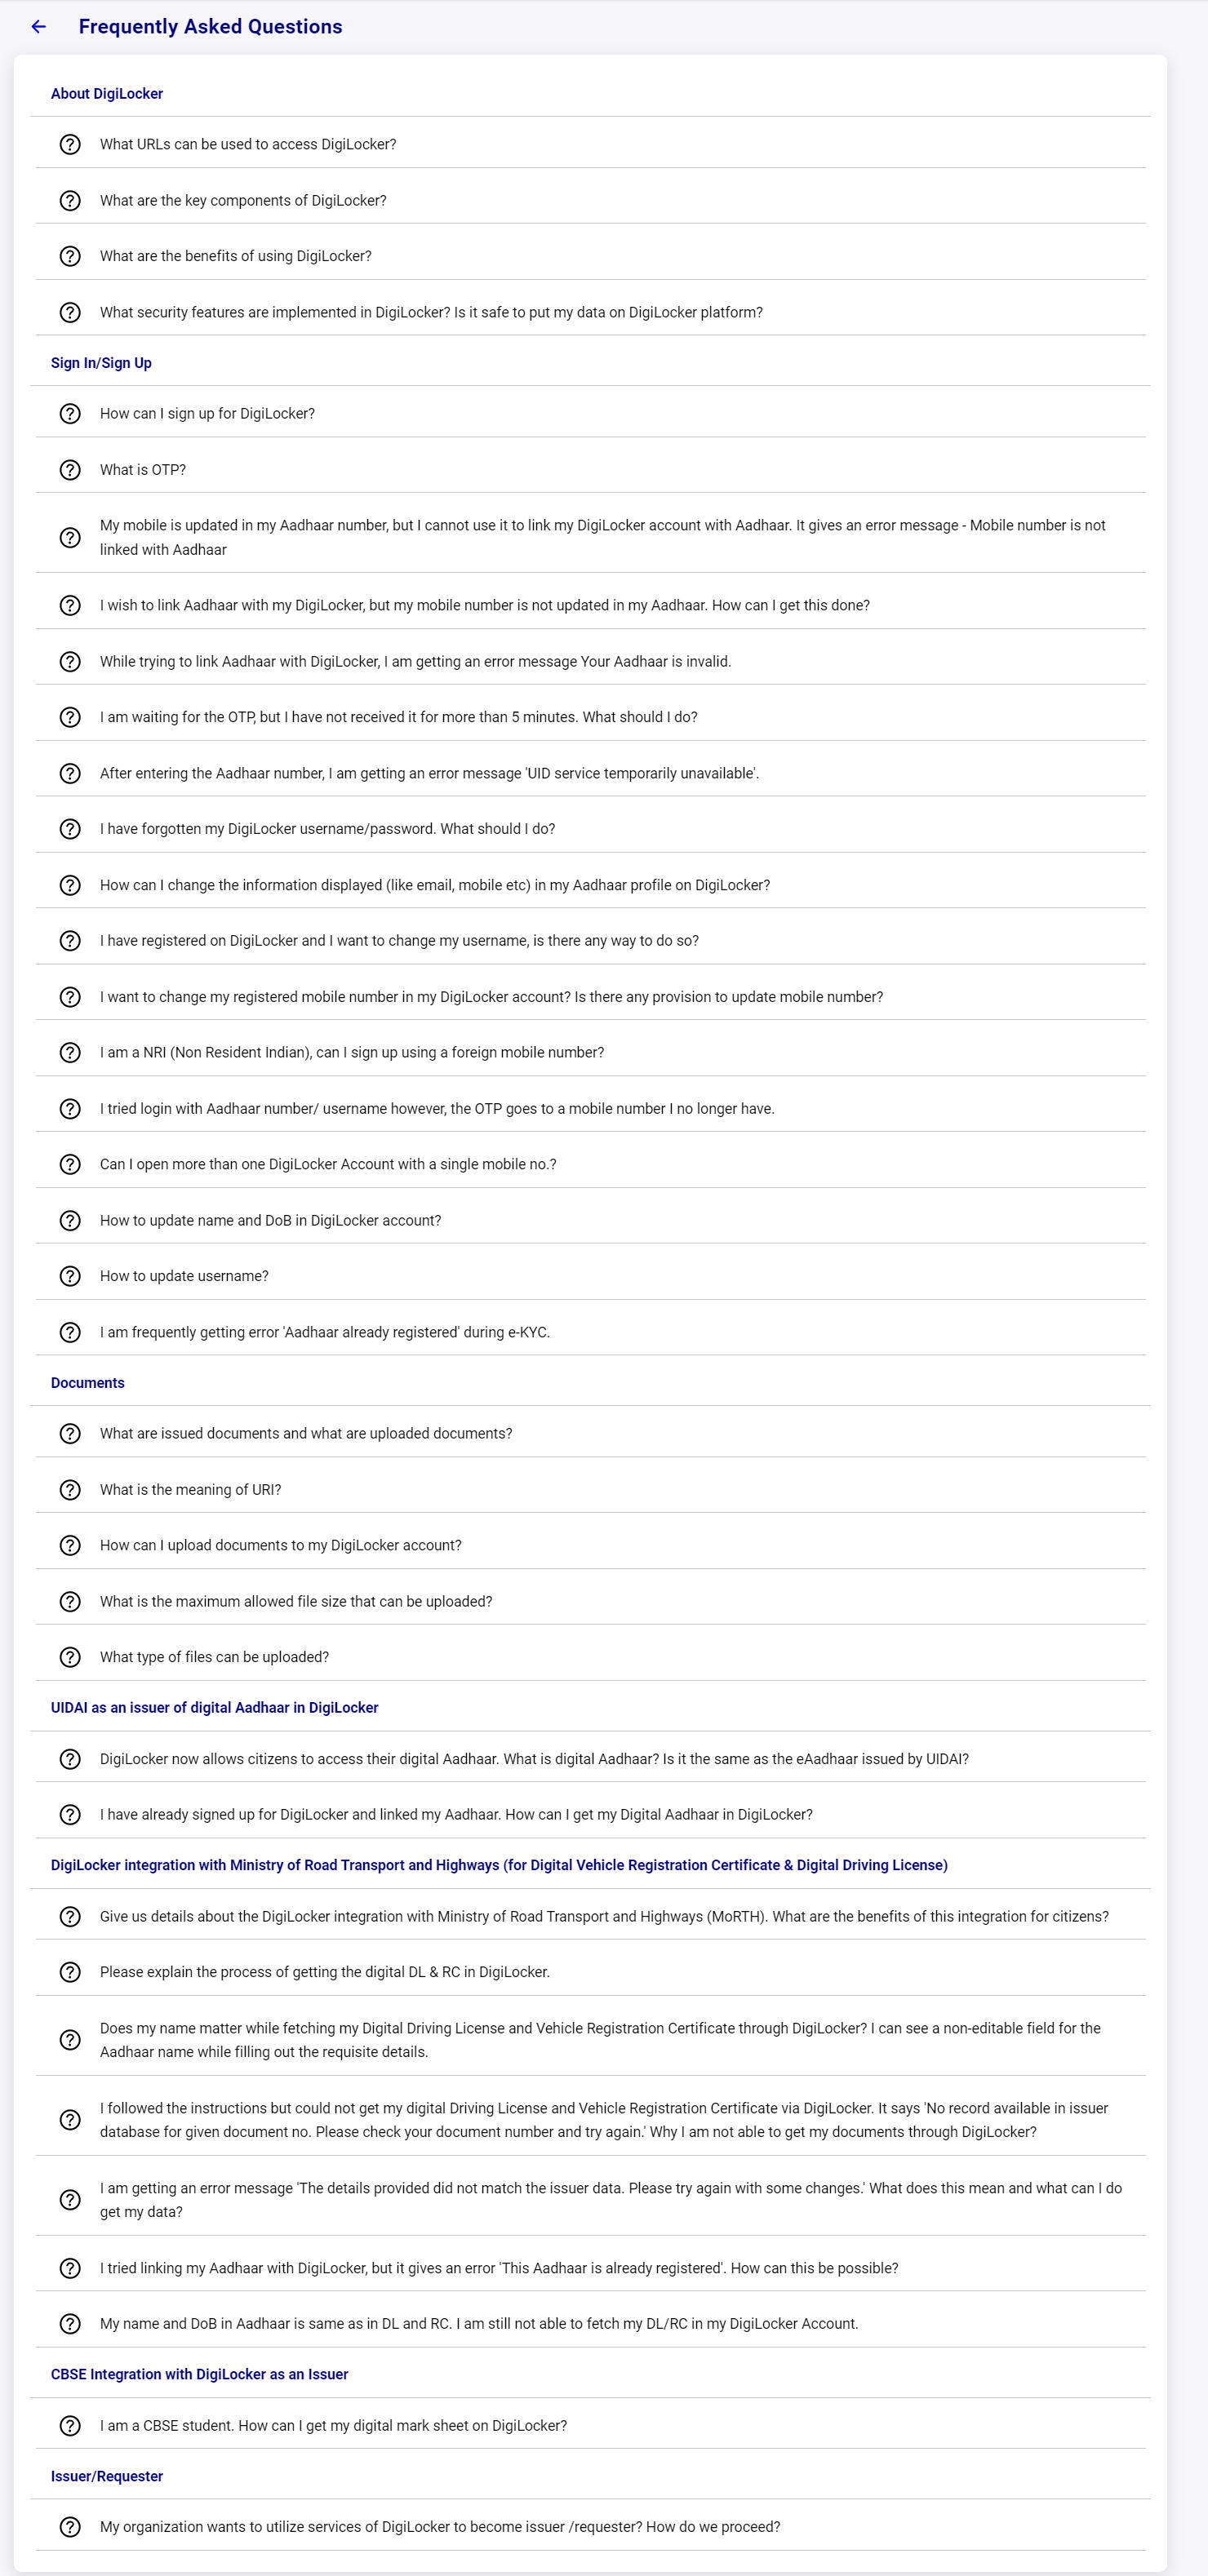 Frequently Asked Questions
About DigiLocker
What URLs can be used to access DigiLocker?
What are the key components of DigiLocker?
What are the benefits of using DigiLocker?
What security features are implemented in DigiLocker? Is it safe to put my data on DigiLocker platform?
Sign In/Sign Up
How can I sign up for DigiLocker?
What is OTP?
My mobile is updated in my Aadhaar number, but I cannot use it to link my DigiLocker account with Aadhaar. It gives an error message - Mobile number is not
linked with Aadhaar
I wish to link Aadhaar with my DigiLocker, but my mobile number is not updated in my Aadhaar. How can I get this done?
While trying to link Aadhaar with DigiLocker, I am getting an error message Your Aadhaar is invalid.
I am waiting for the OTP, but I have not received it for more than 5 minutes. What should I do?
After entering the Aadhaar number, I am getting an error message 'UID service temporarily unavailable'.
I have forgotten my DigiLocker username/password. What should I do?
How can I change the information displayed (like email, mobile etc) in my Aadhaar profile on DigiLocker?
I have registered on DigiLocker and I want to change my username, is there any way to do so?
I want to change my registered mobile number in my DigiLocker account? Is there any provision to update mobile number?
I am a NRI (Non Resident Indian), can I sign up using a foreign mobile number?
I tried login with Aadhaar number/ username however, the OTP goes to a mobile number I no longer have.
Can I open more than one DigiLocker Account with a single mobile no.?
How to update name and DoB in DigiLocker account?
How to update username?
I am frequently getting error 'Aadhaar already registered' during e-KYC.
Documents
What are issued documents and what are uploaded documents?
What is the meaning of URI?
How can I upload documents to my DigiLocker account?
What is the maximum allowed file size that can be uploaded?
What type of files can be uploaded?
UIDAI as an issuer of digital Aadhaar in DigiLocker
DigiLocker now allows citizens to access their digital Aadhaar. What is digital Aadhaar? Is it the same as the eAadhaar issued by UIDAI?
I have already signed up for DigiLocker and linked my Aadhaar. How can I get my Digital Aadhaar in DigiLocker?
DigiLocker integration with Ministry of Road Transport and Highways (for Digital Vehicle Registration Certificate & Digital Driving License)
Give us details about the DigiLocker integration with Ministry of Road Transport and Highways (MoRTH). What are the benefits of this integration for citizens?
Please explain the process of getting the digital DL & RC in DigiLocker.
Does my name matter while fetching my Digital Driving License and Vehicle Registration Certificate through DigiLocker? I can see a non-editable field for the
Aadhaar name while filling out the requisite details.
I followed the instructions but could not get my digital Driving License and Vehicle Registration Certificate via DigiLocker. It says 'No record available in issuer
database for given document no. Please check your document number and try again.' Why I am not able to get my documents through DigiLocker?
I am getting an error message 'The details provided did not match the issuer data. Please try again with some changes.' What does this mean and what can I do
get my data?
I tried linking my Aadhaar with DigiLocker, but it gives an error 'This Aadhaar is already registered'. How can this be possible?
My name and DoB in Aadhaar is same as in DL and RC. I am still not able to fetch my DL/RC in my DigiLocker Account.
CBSE Integration with DigiLocker as an Issuer
I am a CBSE student. How can I get my digital mark sheet on DigiLocker?
Issuer/Requester
My organization wants to utilize services of DigiLocker to become issuer /requester? How do we proceed?